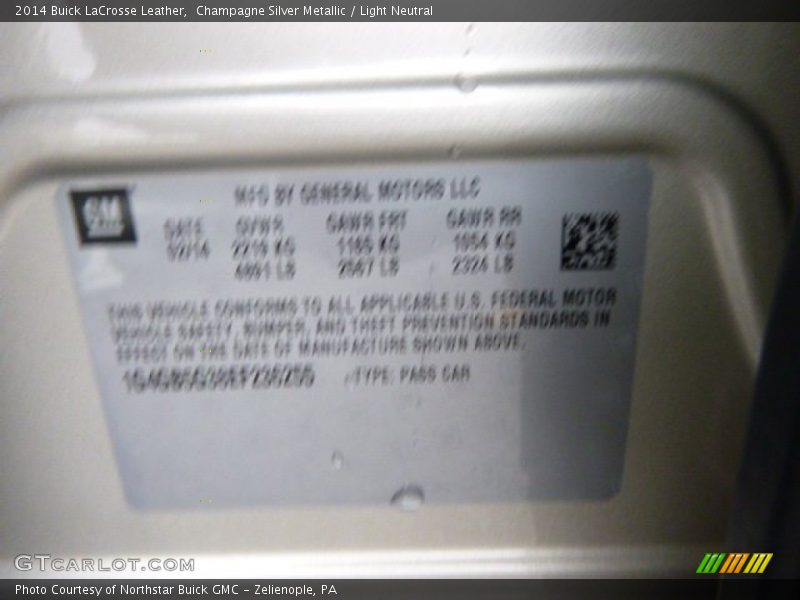 2014 Buick LaCrosse Leather, Champagne Silver Metallic / Light Neutral
GM
MFG BY GENERAL MOTORS LLC
DATE GVWR GAWR FRT GAWR RR
02/14 2219 KG 1165 KG 1054 KG
4891 LB 2567 LB 2324 LB
THIS VEHICLE CONFORMS TO ALL APPLICABLE U.S. FEDERAL MOTOR
VEHICLE SAFETY, BUMPER, AND THEFT PREVENTION STANDARDS IN
EFFECT ON THE DATE OF MANUFACTURE SHOWN ABOVE.
TYPE: PASS CAR
GTCARLOT.COM
Photo Courtesy of Northstar Buick GMC - Zelienople, PA